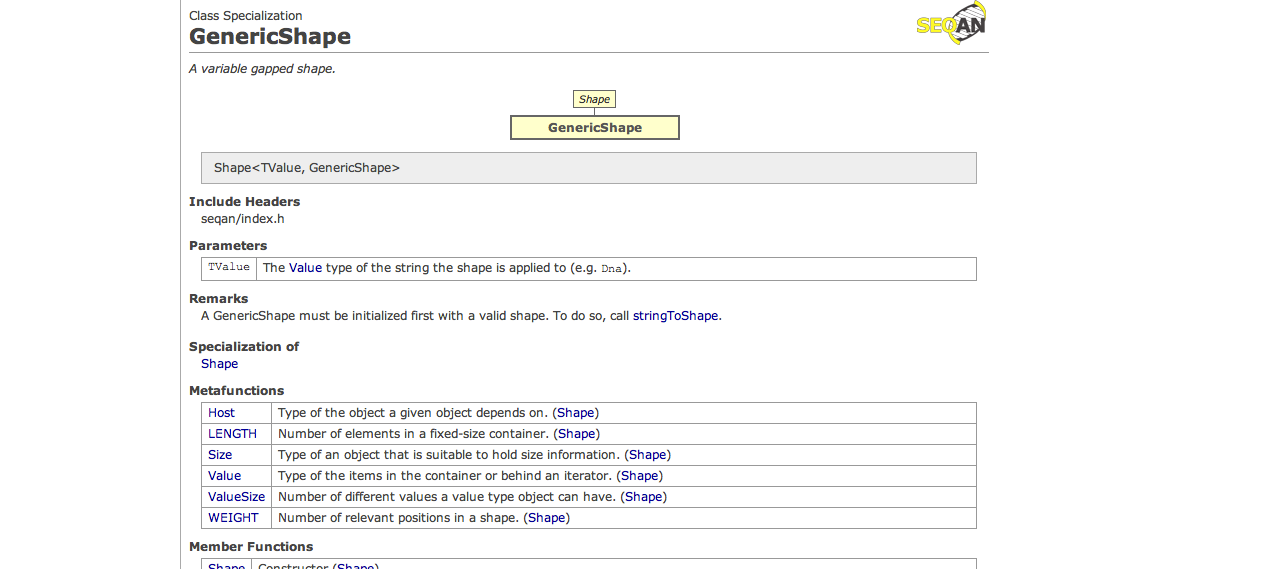 Class Specialization
GenericShape
SEQAN
A variable gapped shape.
Shape
GenericShape
Shape<TValue, GenericShape>
Include Headers
seqan/index.h
Parameters
TValue The Value type of the string the shape is applied to (e.g. Dna).
Remarks
A GenericShape must be initialized first with a valid shape. To do so, call stringToShape.
Specialization of
Shape
Metafunctions
Host Type of the object a given object depends on. (Shape)
LENGTH Number of elements in a fixed-size container. (Shape)
Size Type of an object that is suitable to hold size information. (Shape)
Value Type of the items in the container or behind an iterator. (Shape)
ValueSize Number of different values a value type object can have. (Shape)
WEIGHT Number of relevant positions in a shape. (Shape)
Member Functions
Shape Constructor (Shape)